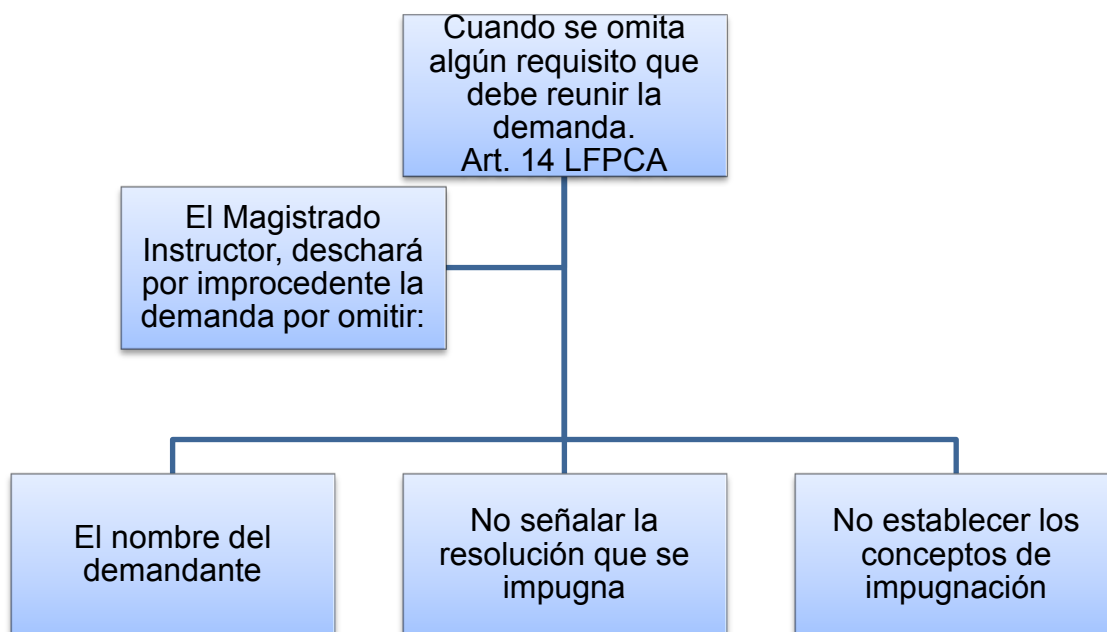 Cuando se omita
algún requisito que
debe reunir la
demanda.
Art. 14 LFPCA
El Magistrado
Instructor, deschará
por improcedente la
demanda por omitir:
El nombre del
demandante
No señalar la
resolución que se
impugna
No establecer los
conceptos de
impugnación